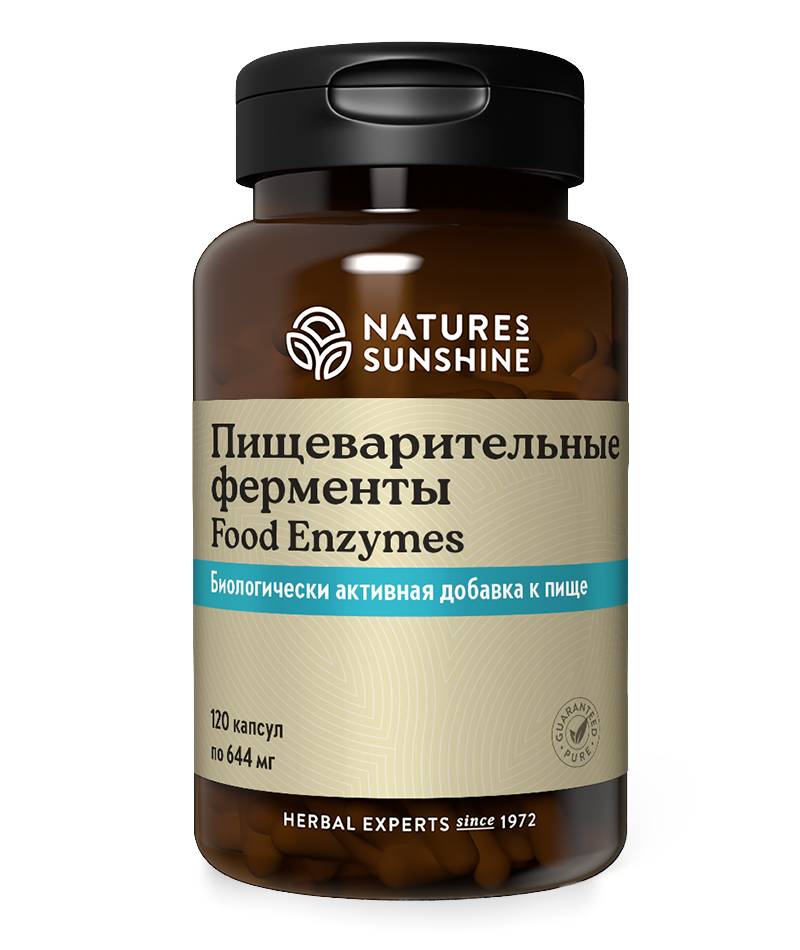 NATURES
SUNSHINE
Пищеварительные
ферменты
Food Enzymes
Биологически активная добавка к пище
120 капсул
по 644 мг
GUARANTEED
PURE
HERBAL EXPERTS since 1972